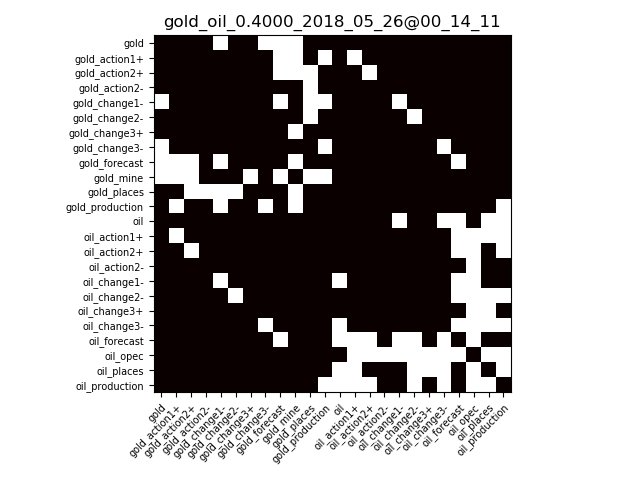 gold_oil_0.4000_2018_05_26@00_14_11
gold
gold_action1+
gold_action2+
gold_action2-
gold_change1-
gold_change2-
gold_change3+
gold_change3-
gold_forecast
gold_mine
gold_places
gold_production
oil
oil_action1+
oil_action2+
oil_action2-
oil_change1-
oil_change2-
oil_change3+
oil_change3-
oil_forecast
oil_opec
oil_places
oil_production
gold
gold_action1+
gold_action2+
gold_action2-
gold_change1-
gold_change2-
gold_change3+
gold_change3-
gold_forecast
gold_mine
gold_places
gold_production
oil
oil_action1+
oil_action2+
oil_action2-
oil_change1-
oil_change2-
oil_change3+
oil_change3-
oil_forecast
oil_opec
oil_places
oil_production